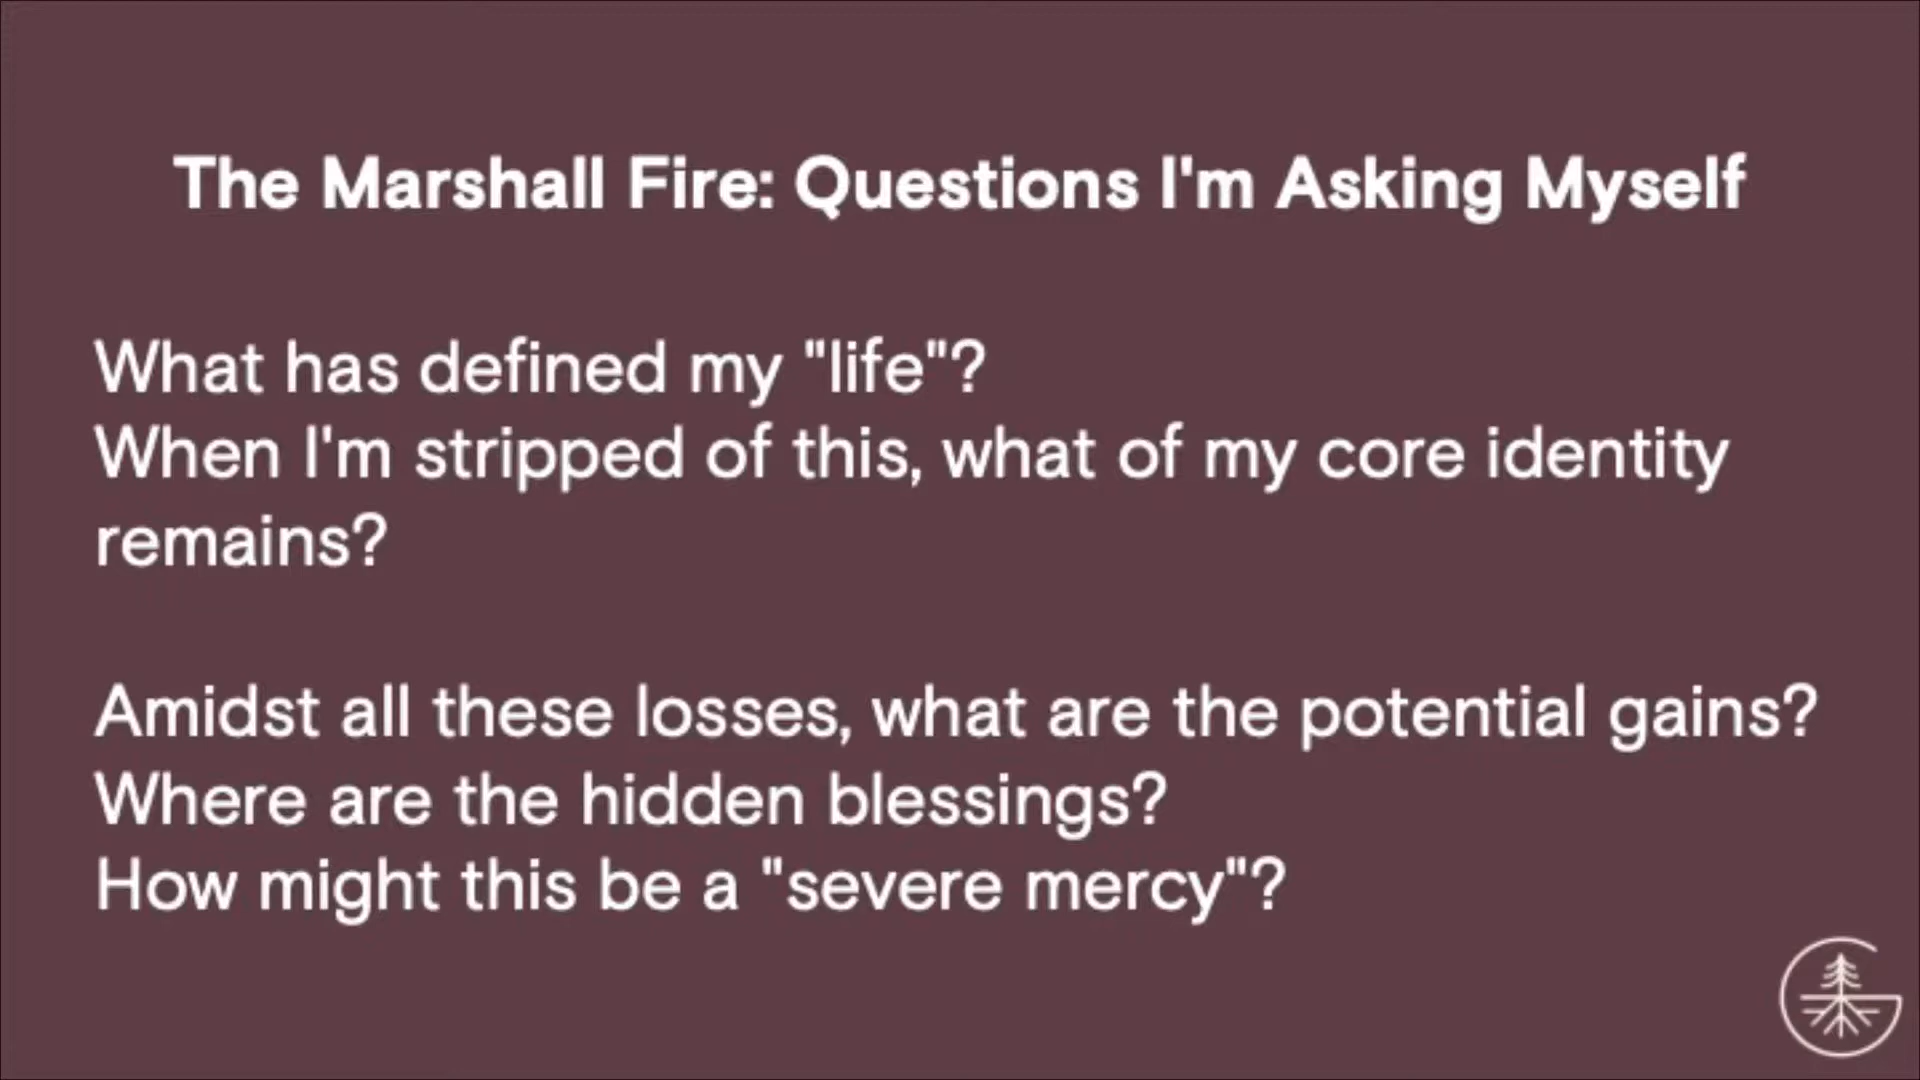 The Marshall Fire: Questions I'm Asking Myself
What has defined my "life"?
When I'm stripped of this, what of my core identity
remains?
Amidst all these losses, what are the potential gains?
Where are the hidden blessings?
How might this be a "severe mercy"?